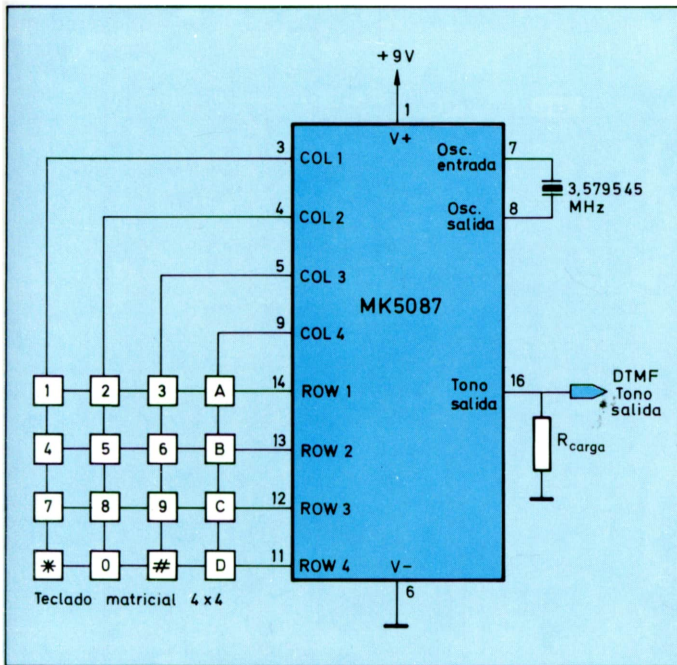 +9V
1
V+
3 COL 1
Osc. entrada 7
3,579545
MHz
4 COL 2
Osc. salida 8
5 COL 3
MK5087
9 COL 4
1 2 3 A 14 ROW 1
Tono salida 16
DTMF
Tono
salida
4 5 6 B 13 ROW 2
Rcarga
7 8 9 C 12 ROW 3
* 0 # D 11 ROW 4
V-
6
Teclado matricial 4x4